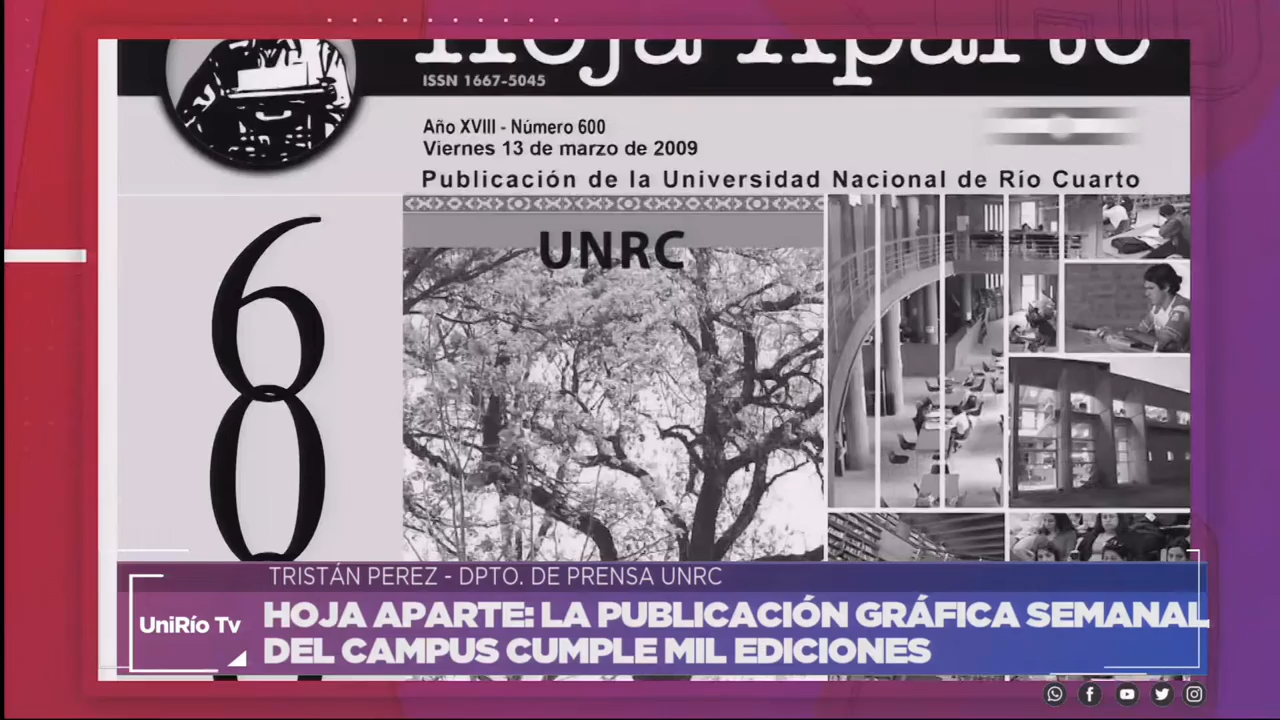 Hoja Aparte
ISSN 1667-5045
Año XVIII - Número 600
Viernes 13 de marzo de 2009
Publicación de la Universidad Nacional de Río Cuarto
UNRC
60
TRISTÁN PEREZ - DPTO. DE PRENSA UNRC
UniRío Tv
HOJA APARTE: LA PUBLICACIÓN GRÁFICA SEMANAL
DEL CAMPUS CUMPLE MIL EDICIONES